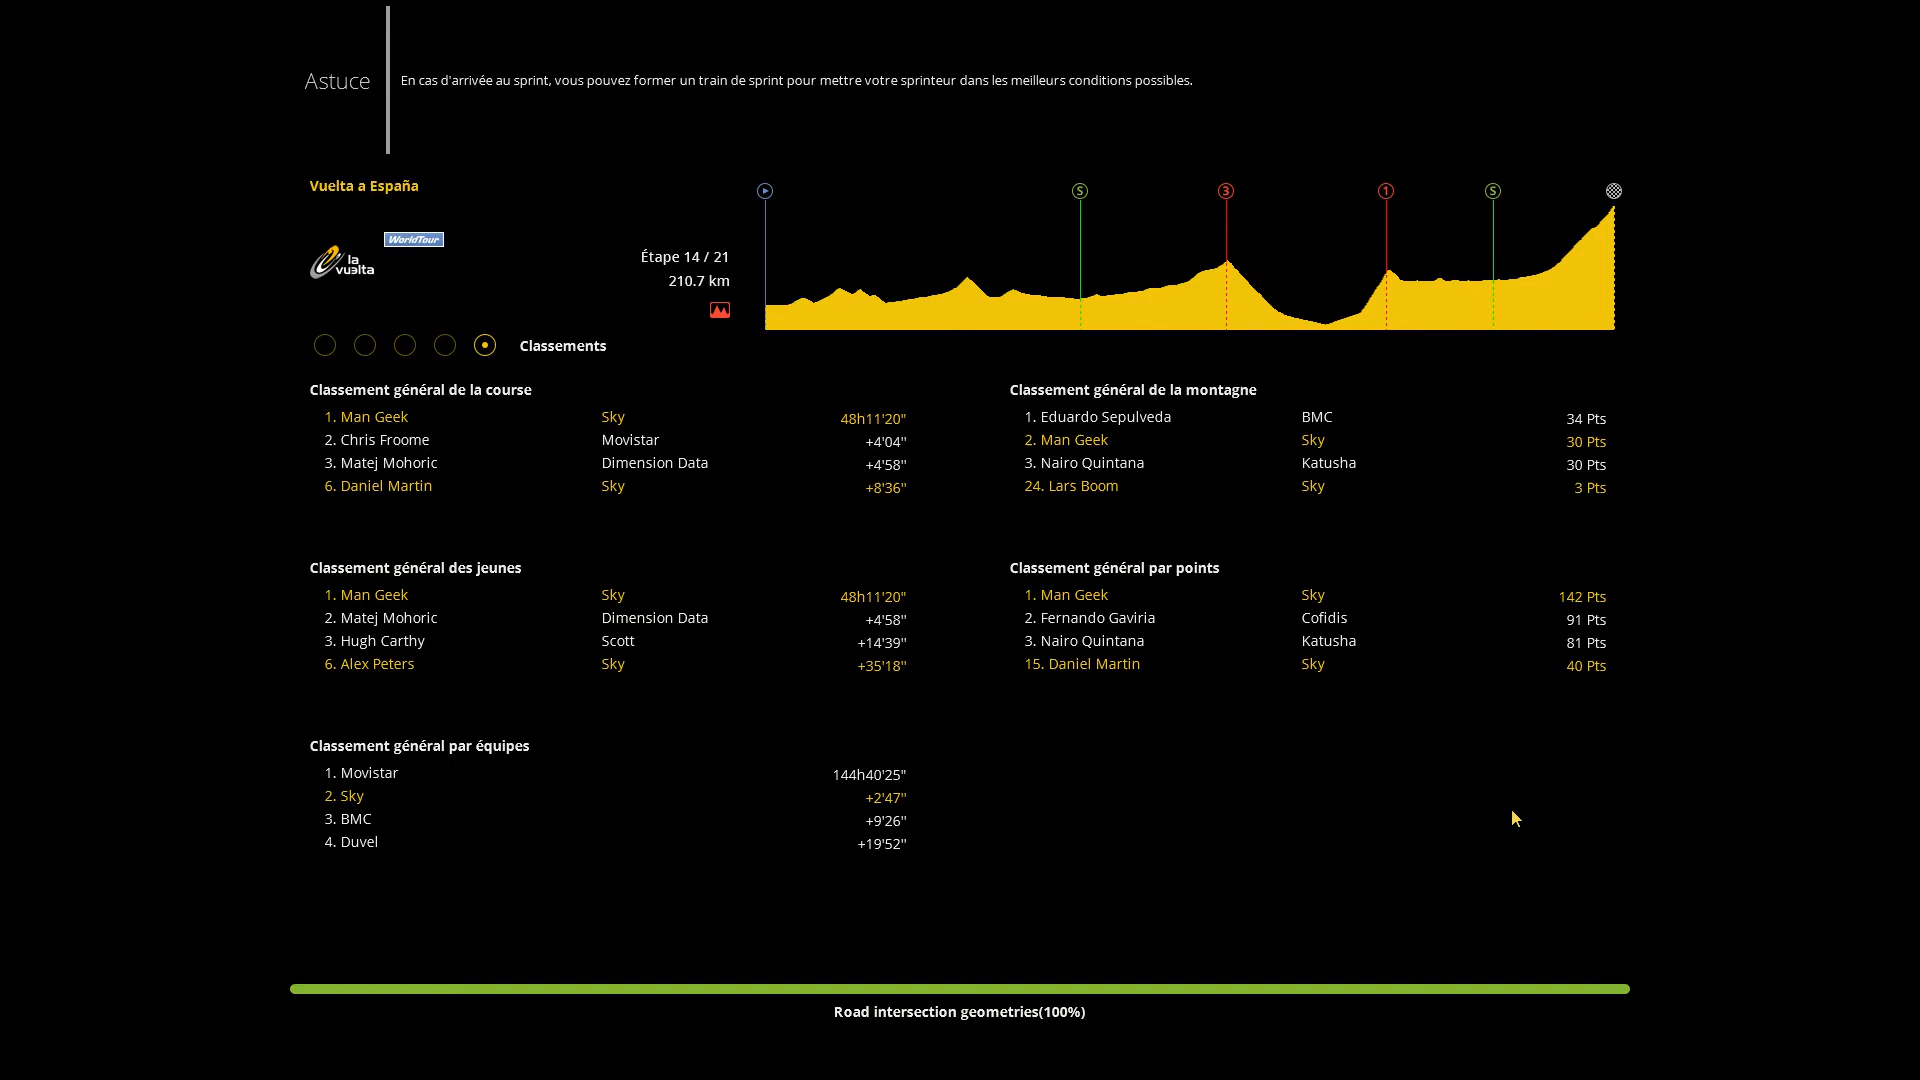 Astuce
En cas d'arrivée au sprint, vous pouvez former un train de sprint pour mettre votre sprinteur dans les meilleurs conditions possibles.
Vuelta a España
WorldTour
la vuelta
Étape 14 / 21
210.7 km
S 3 1 S
Classements
Classement général de la course
1. Man Geek Sky 48h11'20"
2. Chris Froome Movistar +4'04"
3. Matej Mohoric Dimension Data +4'58"
6. Daniel Martin Sky +8'36"
Classement général de la montagne
1. Eduardo Sepulveda BMC 34 Pts
2. Man Geek Sky 30 Pts
3. Nairo Quintana Katusha 30 Pts
24. Lars Boom Sky 3 Pts
Classement général des jeunes
1. Man Geek Sky 48h11'20"
2. Matej Mohoric Dimension Data +4'58"
3. Hugh Carthy Scott +14'39"
6. Alex Peters Sky +35'18"
Classement général par points
1. Man Geek Sky 142 Pts
2. Fernando Gaviria Cofidis 91 Pts
3. Nairo Quintana Katusha 81 Pts
15. Daniel Martin Sky 40 Pts
Classement général par équipes
1. Movistar 144h40'25"
2. Sky +2'47"
3. BMC +9'26"
4. Duvel +19'52"
Road intersection geometries(100%)